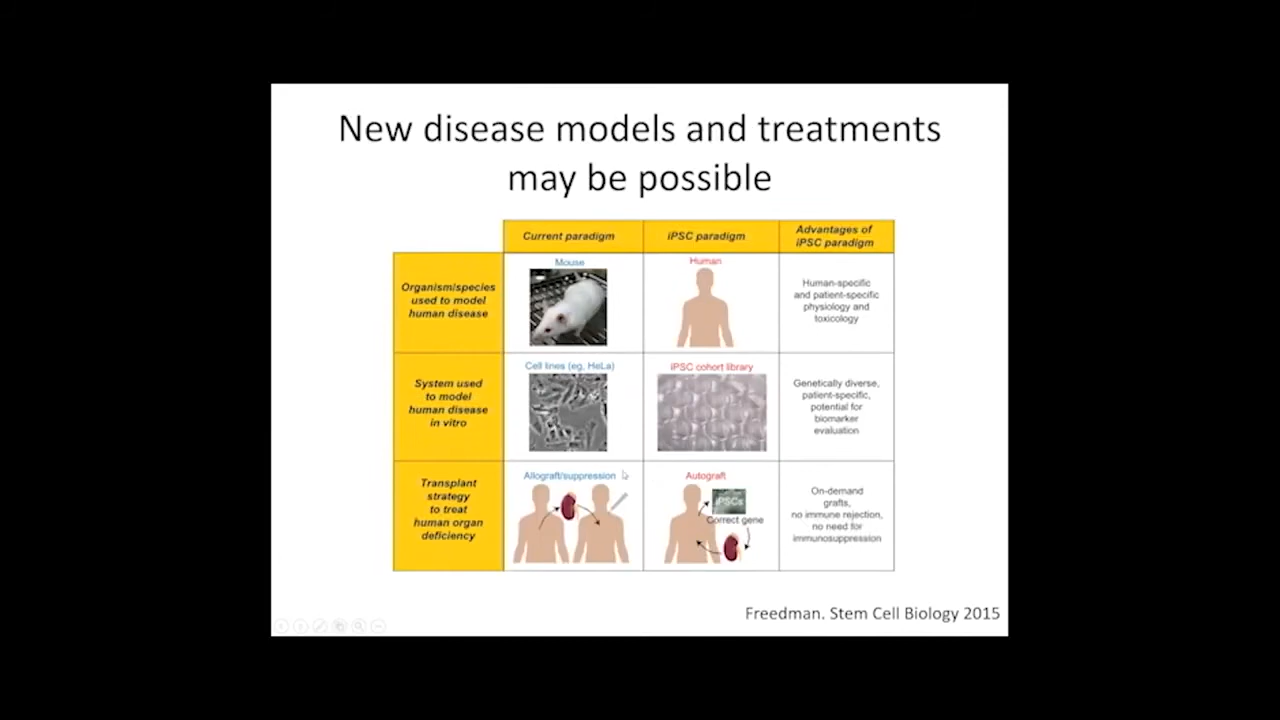 New disease models and treatments
may be possible
Current paradigm
iPSC paradigm
Advantages of
iPSC paradigm
Organism/species
used to model
human disease
Mouse
Human
Human-specific
and patient-specific
physiology and
toxicology
System used
to model
human disease
in vitro
Cell lines (eg, HeLa)
iPSC cohort library
Genetically diverse,
patient-specific,
potential for
biomarker
evaluation
Transplant
strategy
to treat
human organ
deficiency
Allograft/suppression
Autograft
iPSCs
Correct gene
On-demand
grafts,
no immune rejection,
no need for
immunosuppression
Freedman. Stem Cell Biology 2015